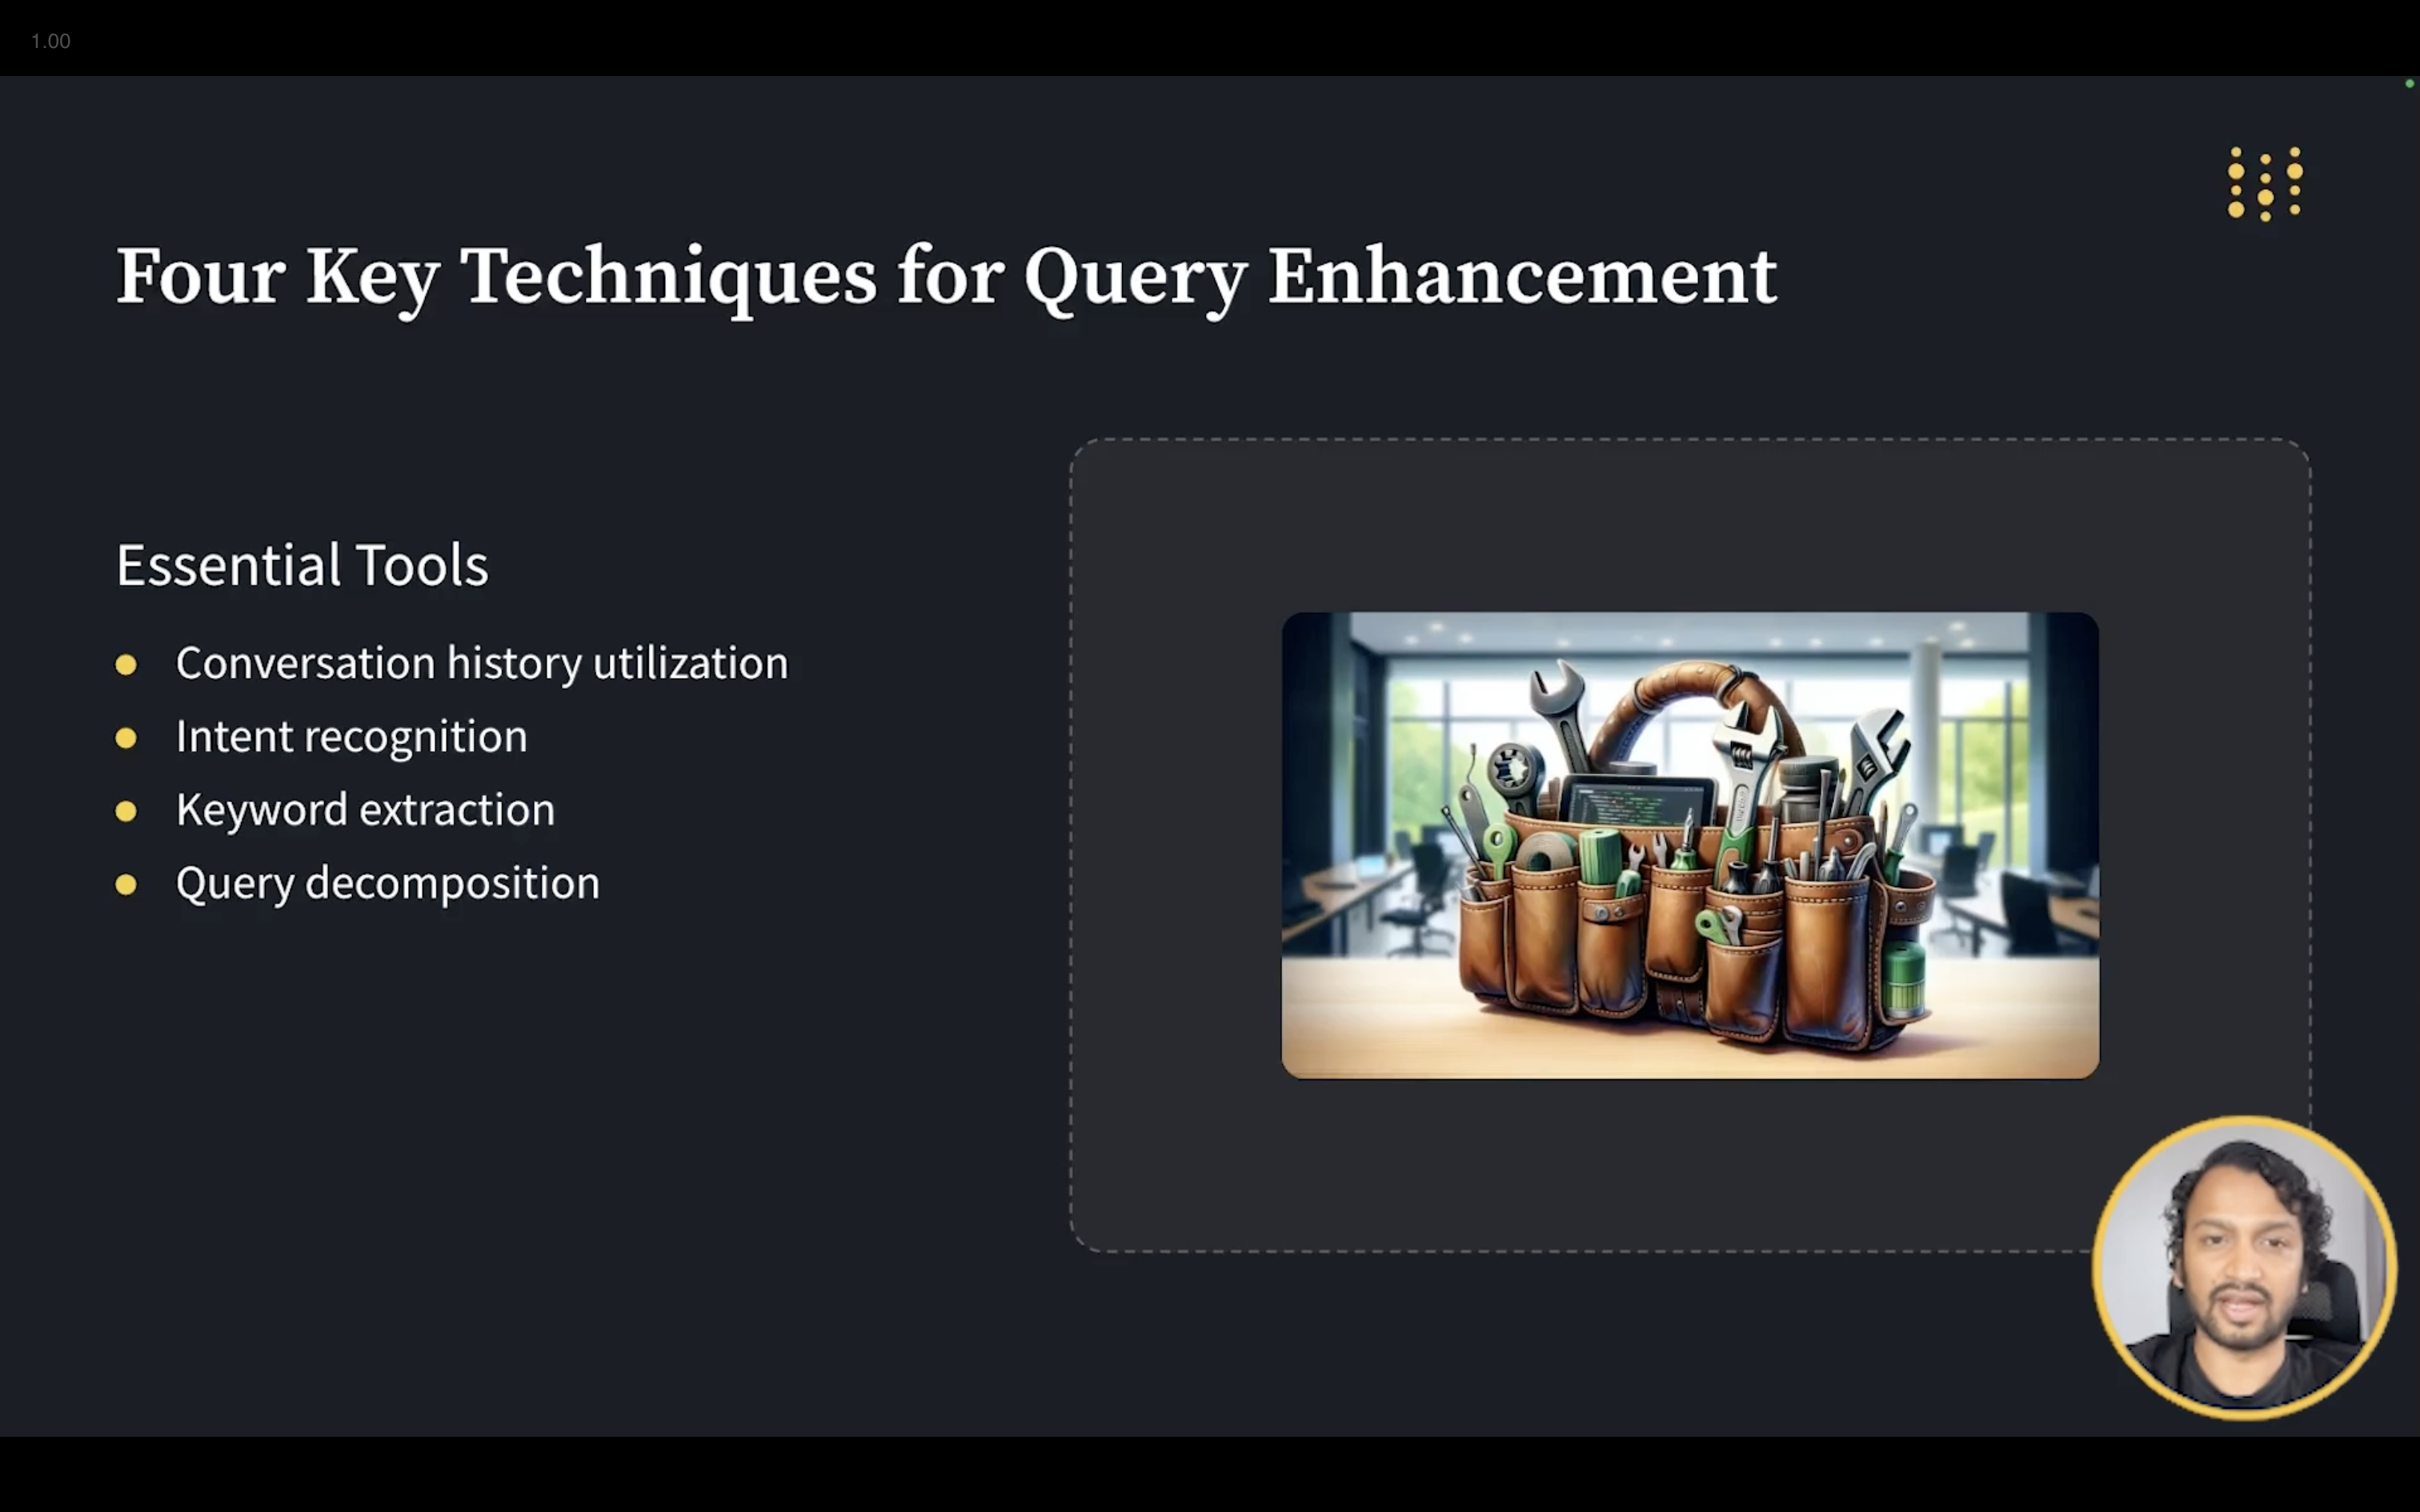 1.00
Four Key Techniques for Query Enhancement
Essential Tools
Conversation history utilization
Intent recognition
Keyword extraction
Query decomposition